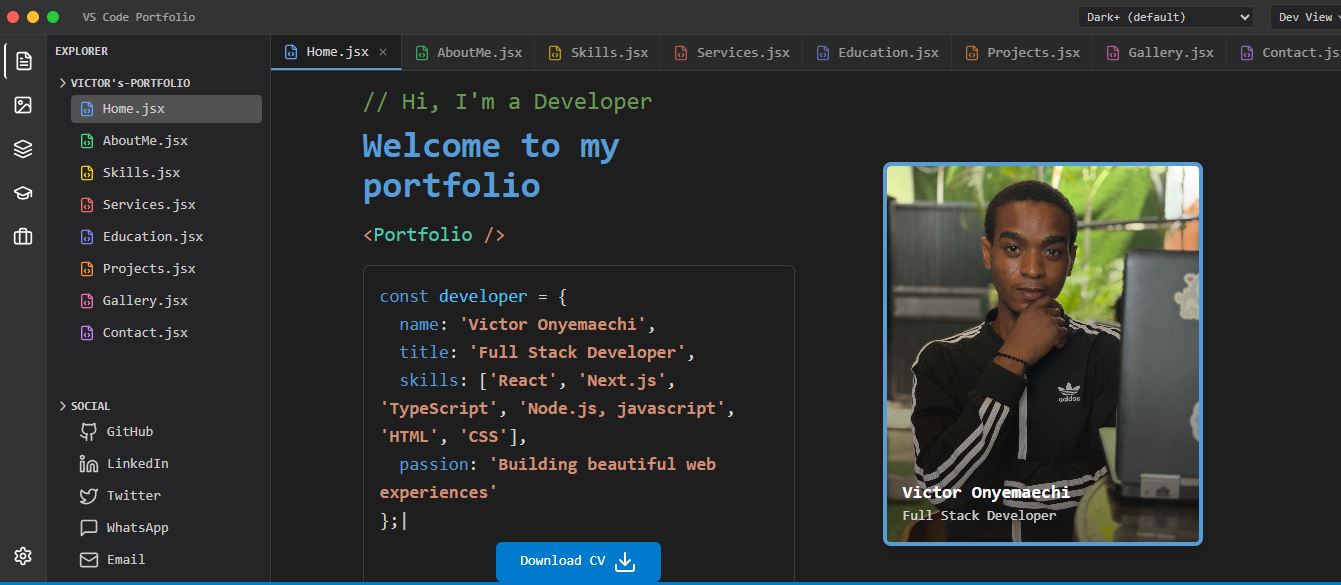 VS Code Portfolio
Dark+ (default)
Dev View
EXPLORER
Home.jsx
AboutMe.jsx
Skills.jsx
Services.jsx
Education.jsx
Projects.jsx
Gallery.jsx
Contact.js
VICTOR's-PORTFOLIO
Home.jsx
AboutMe.jsx
Skills.jsx
Services.jsx
Education.jsx
Projects.jsx
Gallery.jsx
Contact.jsx
SOCIAL
GitHub
LinkedIn
Twitter
WhatsApp
Email
// Hi, I'm a Developer
Welcome to my
portfolio
<Portfolio />
const developer = {
name: 'Victor Onyemaechi',
title: 'Full Stack Developer',
skills: ['React', 'Next.js',
'TypeScript', 'Node.js, javascript',
'HTML', 'CSS'],
passion: 'Building beautiful web
experiences'
};|
Download CV
adidas
Victor Onyemaechi
Full Stack Developer